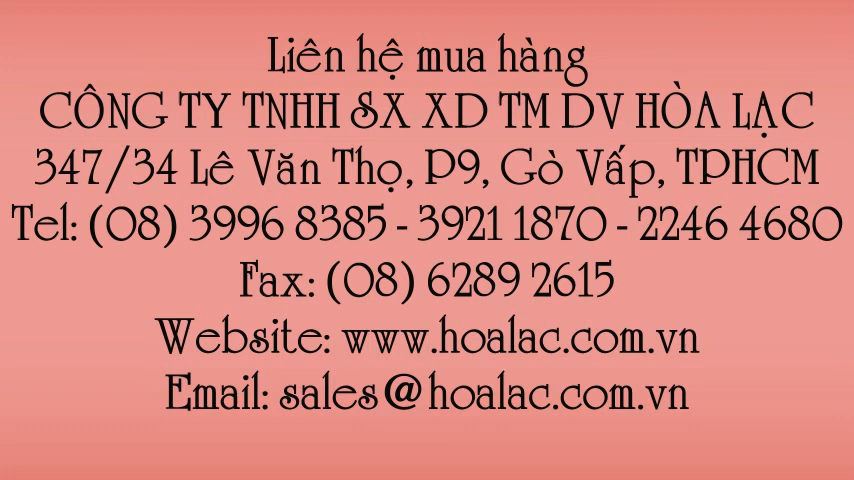 Liên hệ mua hàng
CÔNG TY TNHH SX XD TM DV HÒA LẠC
347/34 Lê Văn Thọ, P9, Gò Vấp, TPHCM
Tel: (08) 3996 8385 - 3921 1870 - 2246 4680
Fax: (08) 6289 2615
Website: www.hoalac.com.vn
Email: sales@hoalac.com.vn